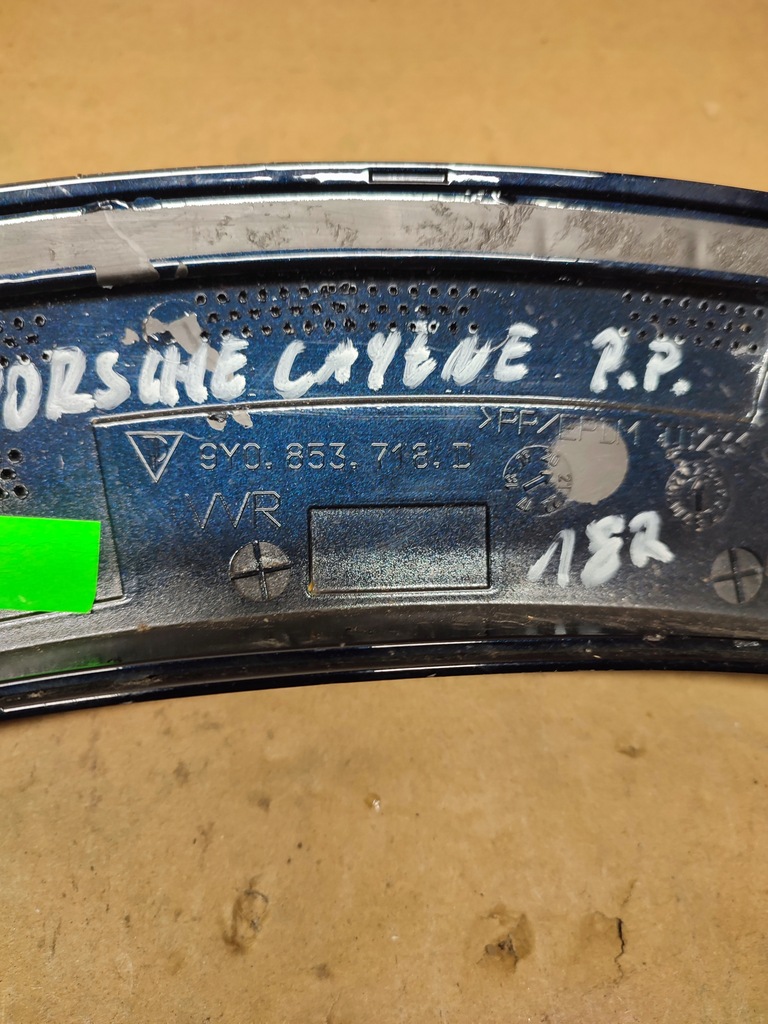 PORSCHE CAYENE P.P.
>PP/EPDM
9Y0.853.718.D
VVR
182